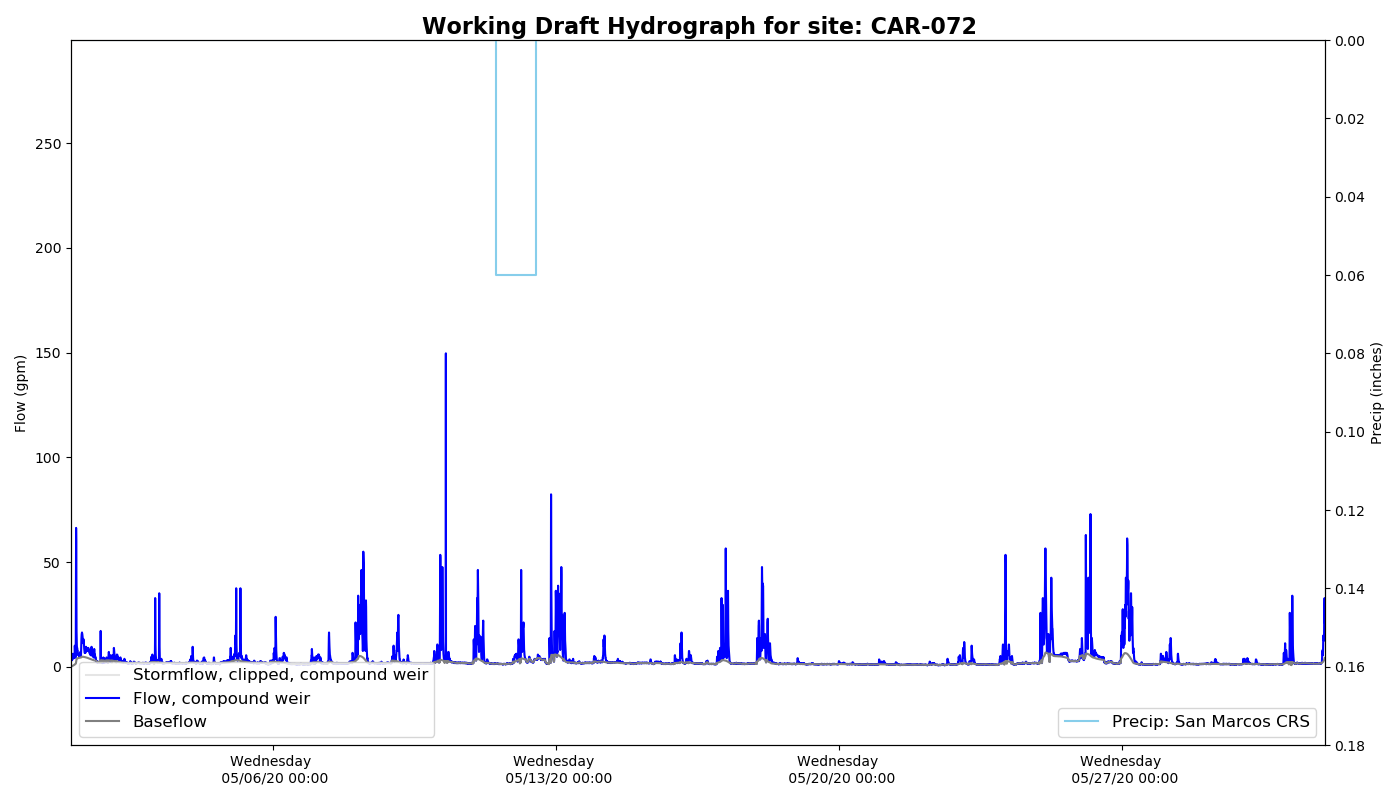 Working Draft Hydrograph for site: CAR-072
Flow (gpm)
250
200
150
100
50
0
0.00
0.02
0.04
0.06
0.08
0.10
0.12
0.14
0.16
0.18
Precip (inches)
Stormflow, clipped, compound weir
Flow, compound weir
Baseflow
Precip: San Marcos CRS
Wednesday
05/06/20 00:00
Wednesday
05/13/20 00:00
Wednesday
05/20/20 00:00
Wednesday
05/27/20 00:00